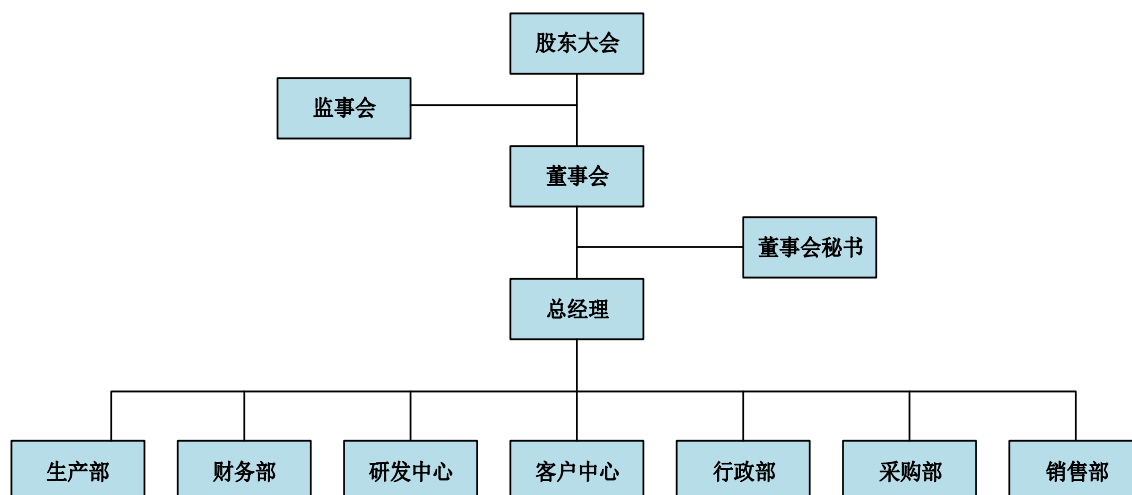 股东大会
监事会
董事会
董事会秘书
总经理
生产部
财务部
研发中心
客户中心
行政部
采购部
销售部